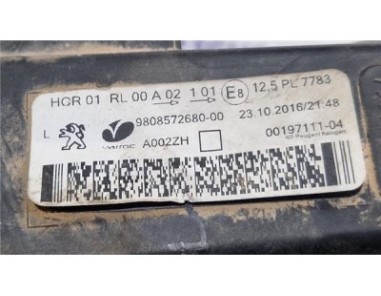 HCR 01 RL 00 A 02 1 01 E8 12,5 PL 7783
L 9808572680-00 23.10.2016/21:48
valeo A002ZH 00197111-04